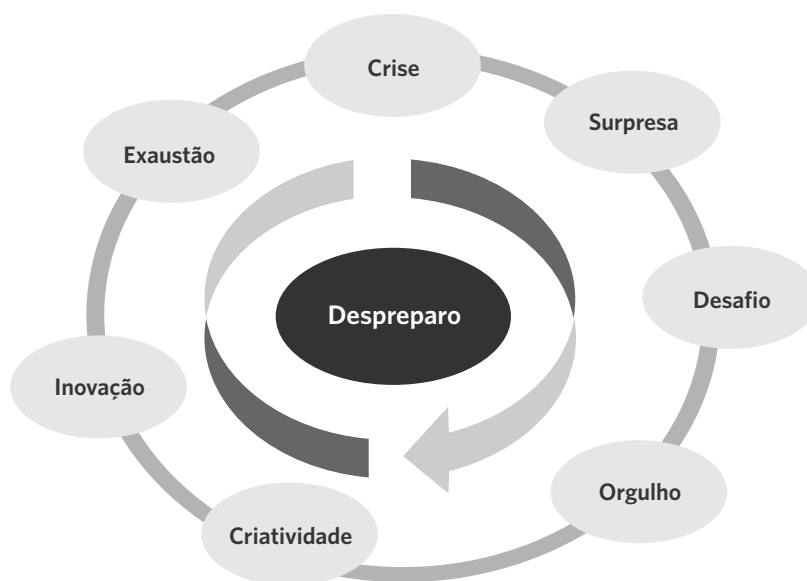 Crise
Surpresa
Exaustão
Desafio
Despreparo
Inovação
Orgulho
Criatividade